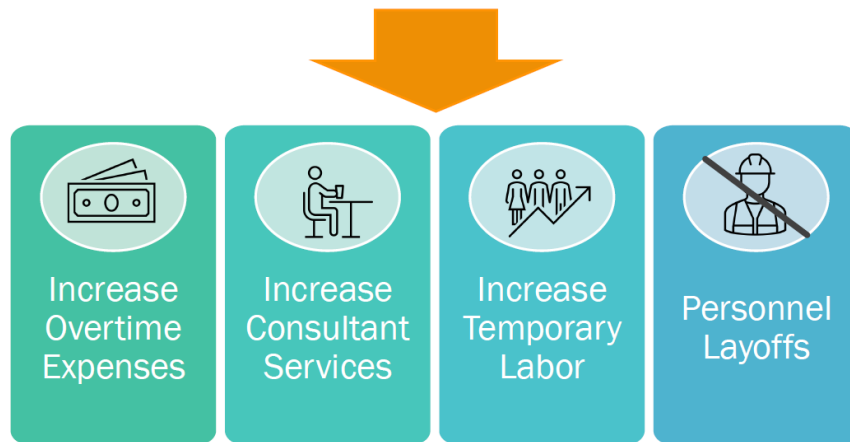 Increase
Overtime
Expenses
Increase
Consultant
Services
Increase
Temporary
Labor
Personnel
Layoffs